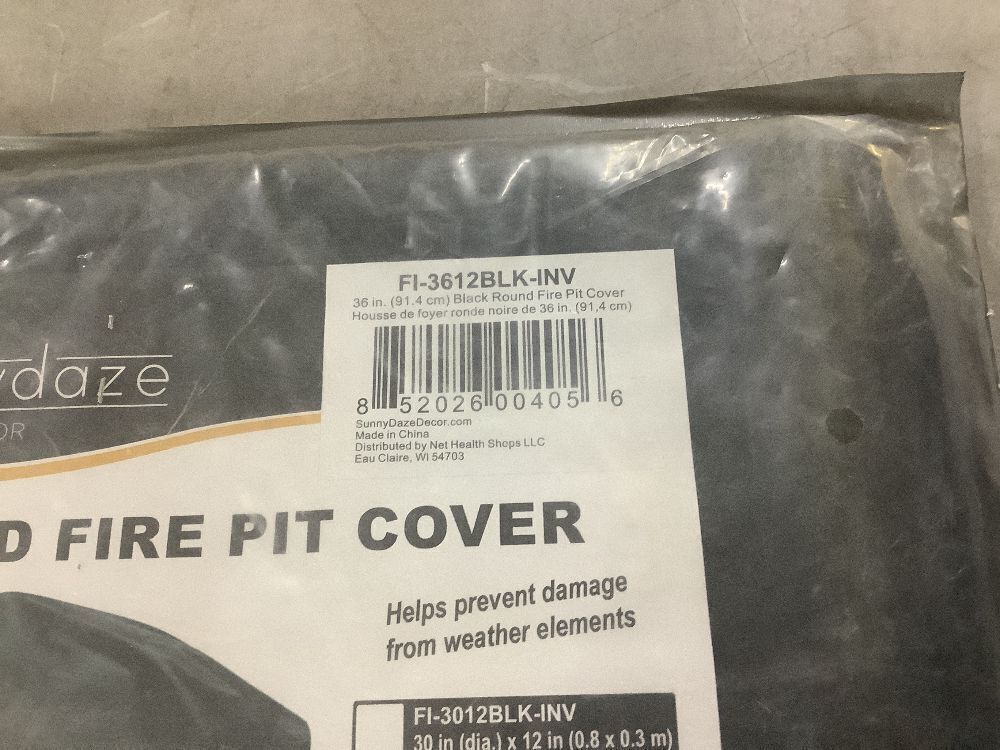 FI-3612BLK-INV
36 in. (91.4 cm) Black Round Fire Pit Cover
Housse de foyer ronde noire de 36 in. (91,4 cm)
8 52026 00405 6
SunnyDazeDecor.com
Made in China
Distributed by Net Health Shops LLC
Eau Claire, WI 54703
ydaze
OR
D FIRE PIT COVER
Helps prevent damage
from weather elements
FI-3012BLK-INV
30 in (dia.) x 12 in (0.8 x 0.3 m)